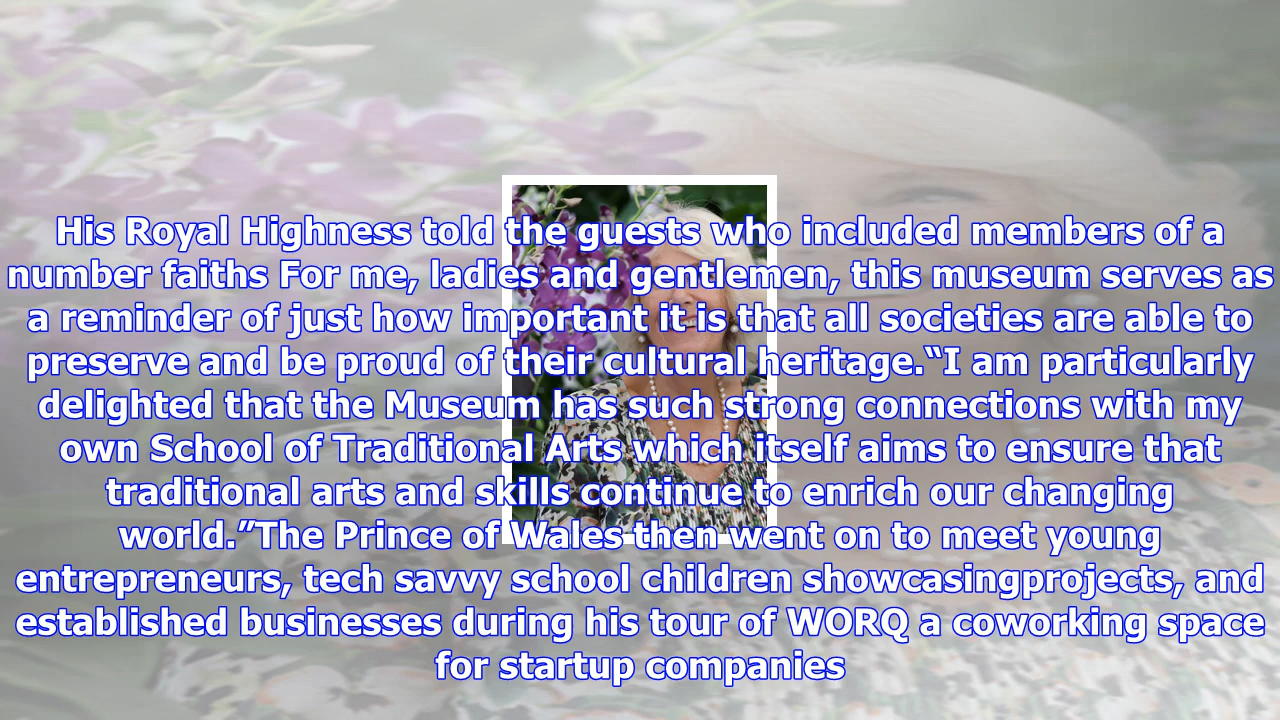 His Royal Highness told the guests who included members of a
number faiths For me, ladies and gentlemen, this museum serves as
a reminder of just how important it is that all societies are able to
preserve and be proud of their cultural heritage.“I am particularly
delighted that the Museum has such strong connections with my
own School of Traditional Arts which itself aims to ensure that
traditional arts and skills continue to enrich our changing
world.”The Prince of Wales then went on to meet young
entrepreneurs, tech savvy school children showcasingprojects, and
established businesses during his tour of WORQ a coworking space
for startup companies